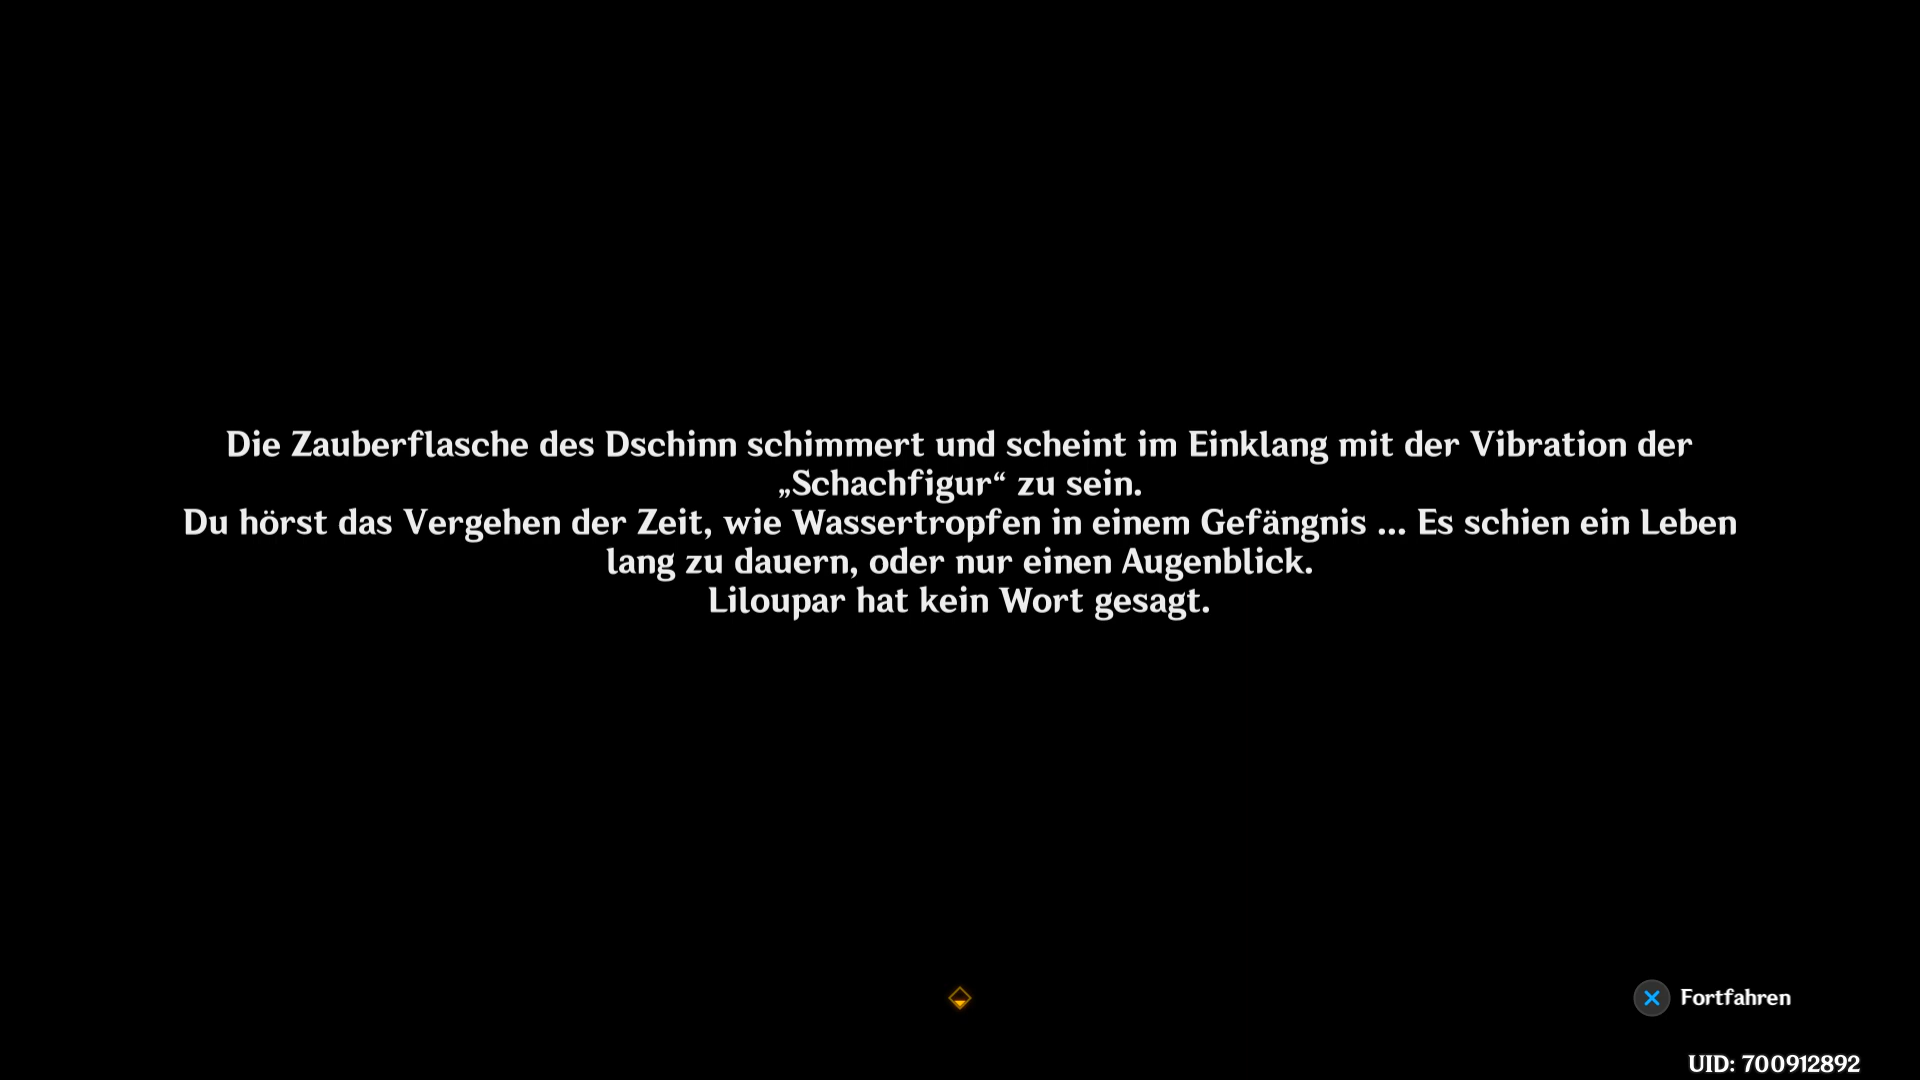 Die Zauberflasche des Dschinn schimmert und scheint im Einklang mit der Vibration der
„Schachfigur“ zu sein.
Du hörst das Vergehen der Zeit, wie Wassertropfen in einem Gefängnis ... Es schien ein Leben
lang zu dauern, oder nur einen Augenblick.
Liloupar hat kein Wort gesagt.
Fortfahren
UID: 700912892